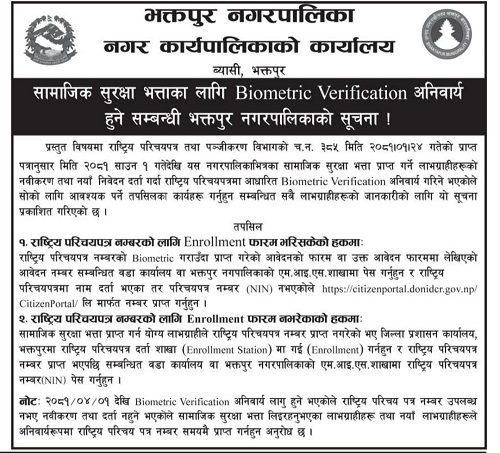 भक्तपुर नगरपालिका
नगर कार्यपालिकाको कार्यालय
ब्यासी, भक्तपुर
सामाजिक सुरक्षा भत्ताका लागि Biometric Verification अनिवार्य
हुने सम्बन्धी भक्तपुर नगरपालिकाको सूचना !
प्रस्तुत विषयमा राष्ट्रिय परिचयपत्र तथा पञ्जीकरण विभागको च.न. ३८५ मिति २०८१।०१।२४ गतेको प्राप्त
पत्रानुसार मिति २०८१ साउन १ गतेदेखि यस नगरपालिकाभित्रका सामाजिक सुरक्षा भत्ता प्राप्त गर्ने लाभग्राहीहरूको
नवीकरण तथा नयाँ निवेदन दर्ता गर्दा राष्ट्रिय परिचयपत्रमा आधारित Biometric Verification अनिवार्य गरिने भएकोले
सोको लागि आवश्यक पर्ने तपसिलका कार्यहरू गर्नुहुन सम्बन्धित सबै लाभग्राहीहरूको जानकारीको लागि यो सूचना
प्रकाशित गरिएको छ ।
तपसिल
१. राष्ट्रिय परिचयपत्र नम्बरको लागि Enrollment फारम भरिसकेको हकमाः
राष्ट्रिय परिचयपत्र नम्बरको Biometric गराउँदा प्राप्त गरेको आवेदनको फारम वा उक्त आवेदन फारममा लेखिएको
आवेदन नम्बर सम्बन्धित वडा कार्यालय वा भक्तपुर नगरपालिकाको एम.आइ.एस.शाखामा पेस गर्नुहुन र राष्ट्रिय
परिचयपत्रमा नाम दर्ता भएका तर परिचयपत्र नम्बर (NIN) नभएकोले https://citizenportal.donidcr.gov.np/
CitizenPortal/ लि मार्फत नम्बर प्राप्त गर्नुहुन ।
२. राष्ट्रिय परिचयपत्र नम्बरको लागि Enrollment फारम नभरेकाको हकमाः
सामाजिक सुरक्षा भत्ता प्राप्त गर्न योग्य लाभग्राहीले राष्ट्रिय परिचयपत्र नम्बर प्राप्त नगरेको भए जिल्ला प्रशासन कार्यालय,
भक्तपुरमा राष्ट्रिय परिचयपत्र दर्ता शाखा (Enrollment Station) मा गई (Enrollment) गर्नहुन र राष्ट्रिय परिचयपत्र
नम्बर प्राप्त भएपछि सम्बन्धित वडा कार्यालय वा भक्तपुर नगरपालिकाको एम.आइ.एस.शाखामा राष्ट्रिय परिचयपत्र
नम्बर(NIN) पेस गर्नुहुन ।
नोटः २०८१/०४/०१ देखि Biometric Verification अनिवार्य लागु हुने भएकोले राष्ट्रिय परिचय पत्र नम्बर उपलब्ध
नभए नवीकरण तथा दर्ता नहुने भएकोले सामाजिक सुरक्षा भत्ता लिइरहनुभएका लाभग्राहीहरू तथा नयाँ लाभग्राहीहरूले
अनिवार्यरूपमा राष्ट्रिय परिचय पत्र नम्बर समयमै प्राप्त गर्नहुन अनुरोध छ ।